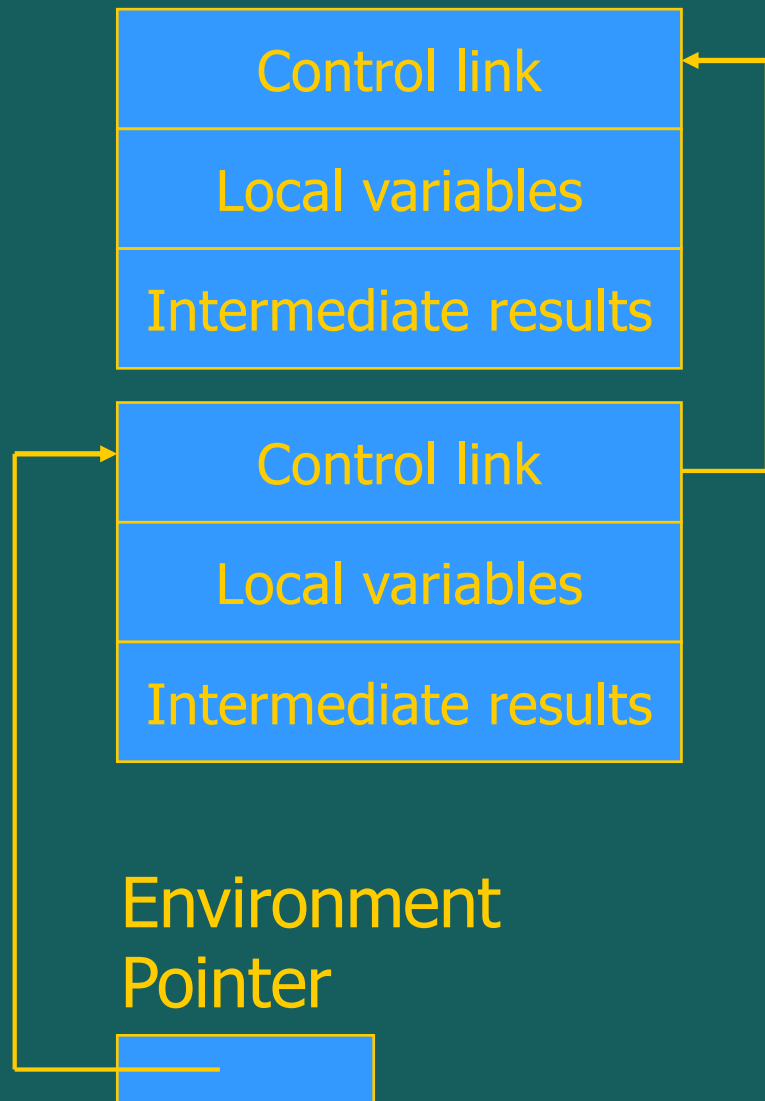 Control link
Local variables
Intermediate results
Control link
Local variables
Intermediate results
Environment
Pointer